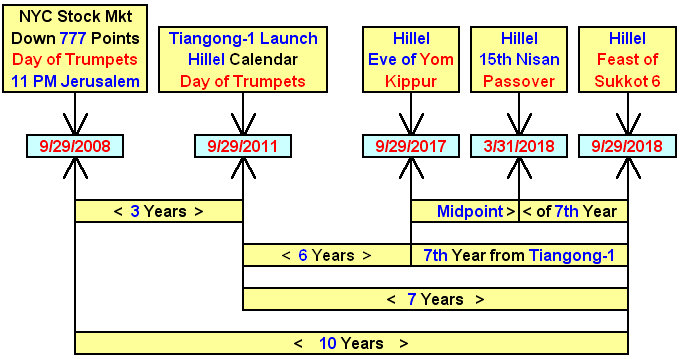 NYC Stock Mkt
Down 777 Points
Day of Trumpets
11 PM Jerusalem
Tiangong-1 Launch
Hillel Calendar
Day of Trumpets
Hillel
Eve of Yom
Kippur
Hillel
15th Nisan
Passover
Hillel
Feast of
Sukkot 6
9/29/2008
9/29/2011
9/29/2017
3/31/2018
9/29/2018
< 3 Years >
Midpoint > < of 7th Year
< 6 Years >
7th Year from Tiangong-1
< 7 Years >
< 10 Years >